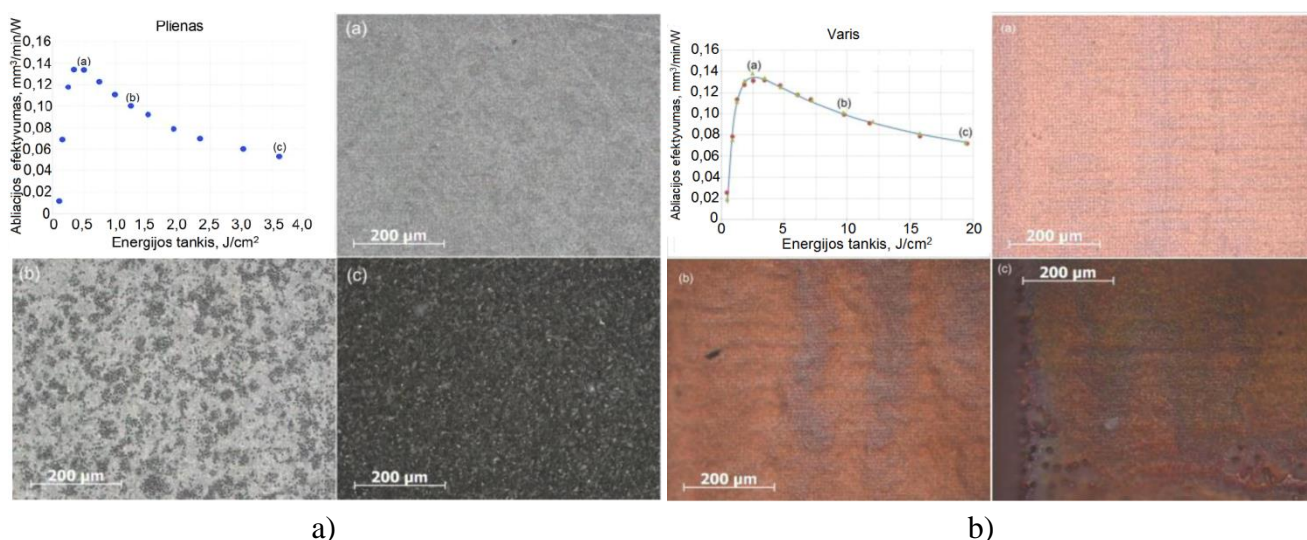 Plienas
Abliacijos efektyvumas, mm³/min/W
0,16
0,14
0,12
0,10
0,08
0,06
0,04
0,02
0
(a)
(b)
(c)
0 0,5 1,0 1,5 2,0 2,5 3,0 3,5 4,0
Energijos tankis, J/cm²
(a)
200 µm
Varis
Abliacijos efektyvumas, mm³/min/W
0,16
0,14
0,12
0,10
0,08
0,06
0,04
0,02
0
(a)
(b)
(c)
0 5 10 15 20
Energijos tankis, J/cm²
(a)
200 µm
(b)
200 µm
(c)
200 µm
(b)
200 µm
(c)
200 µm
a)
b)